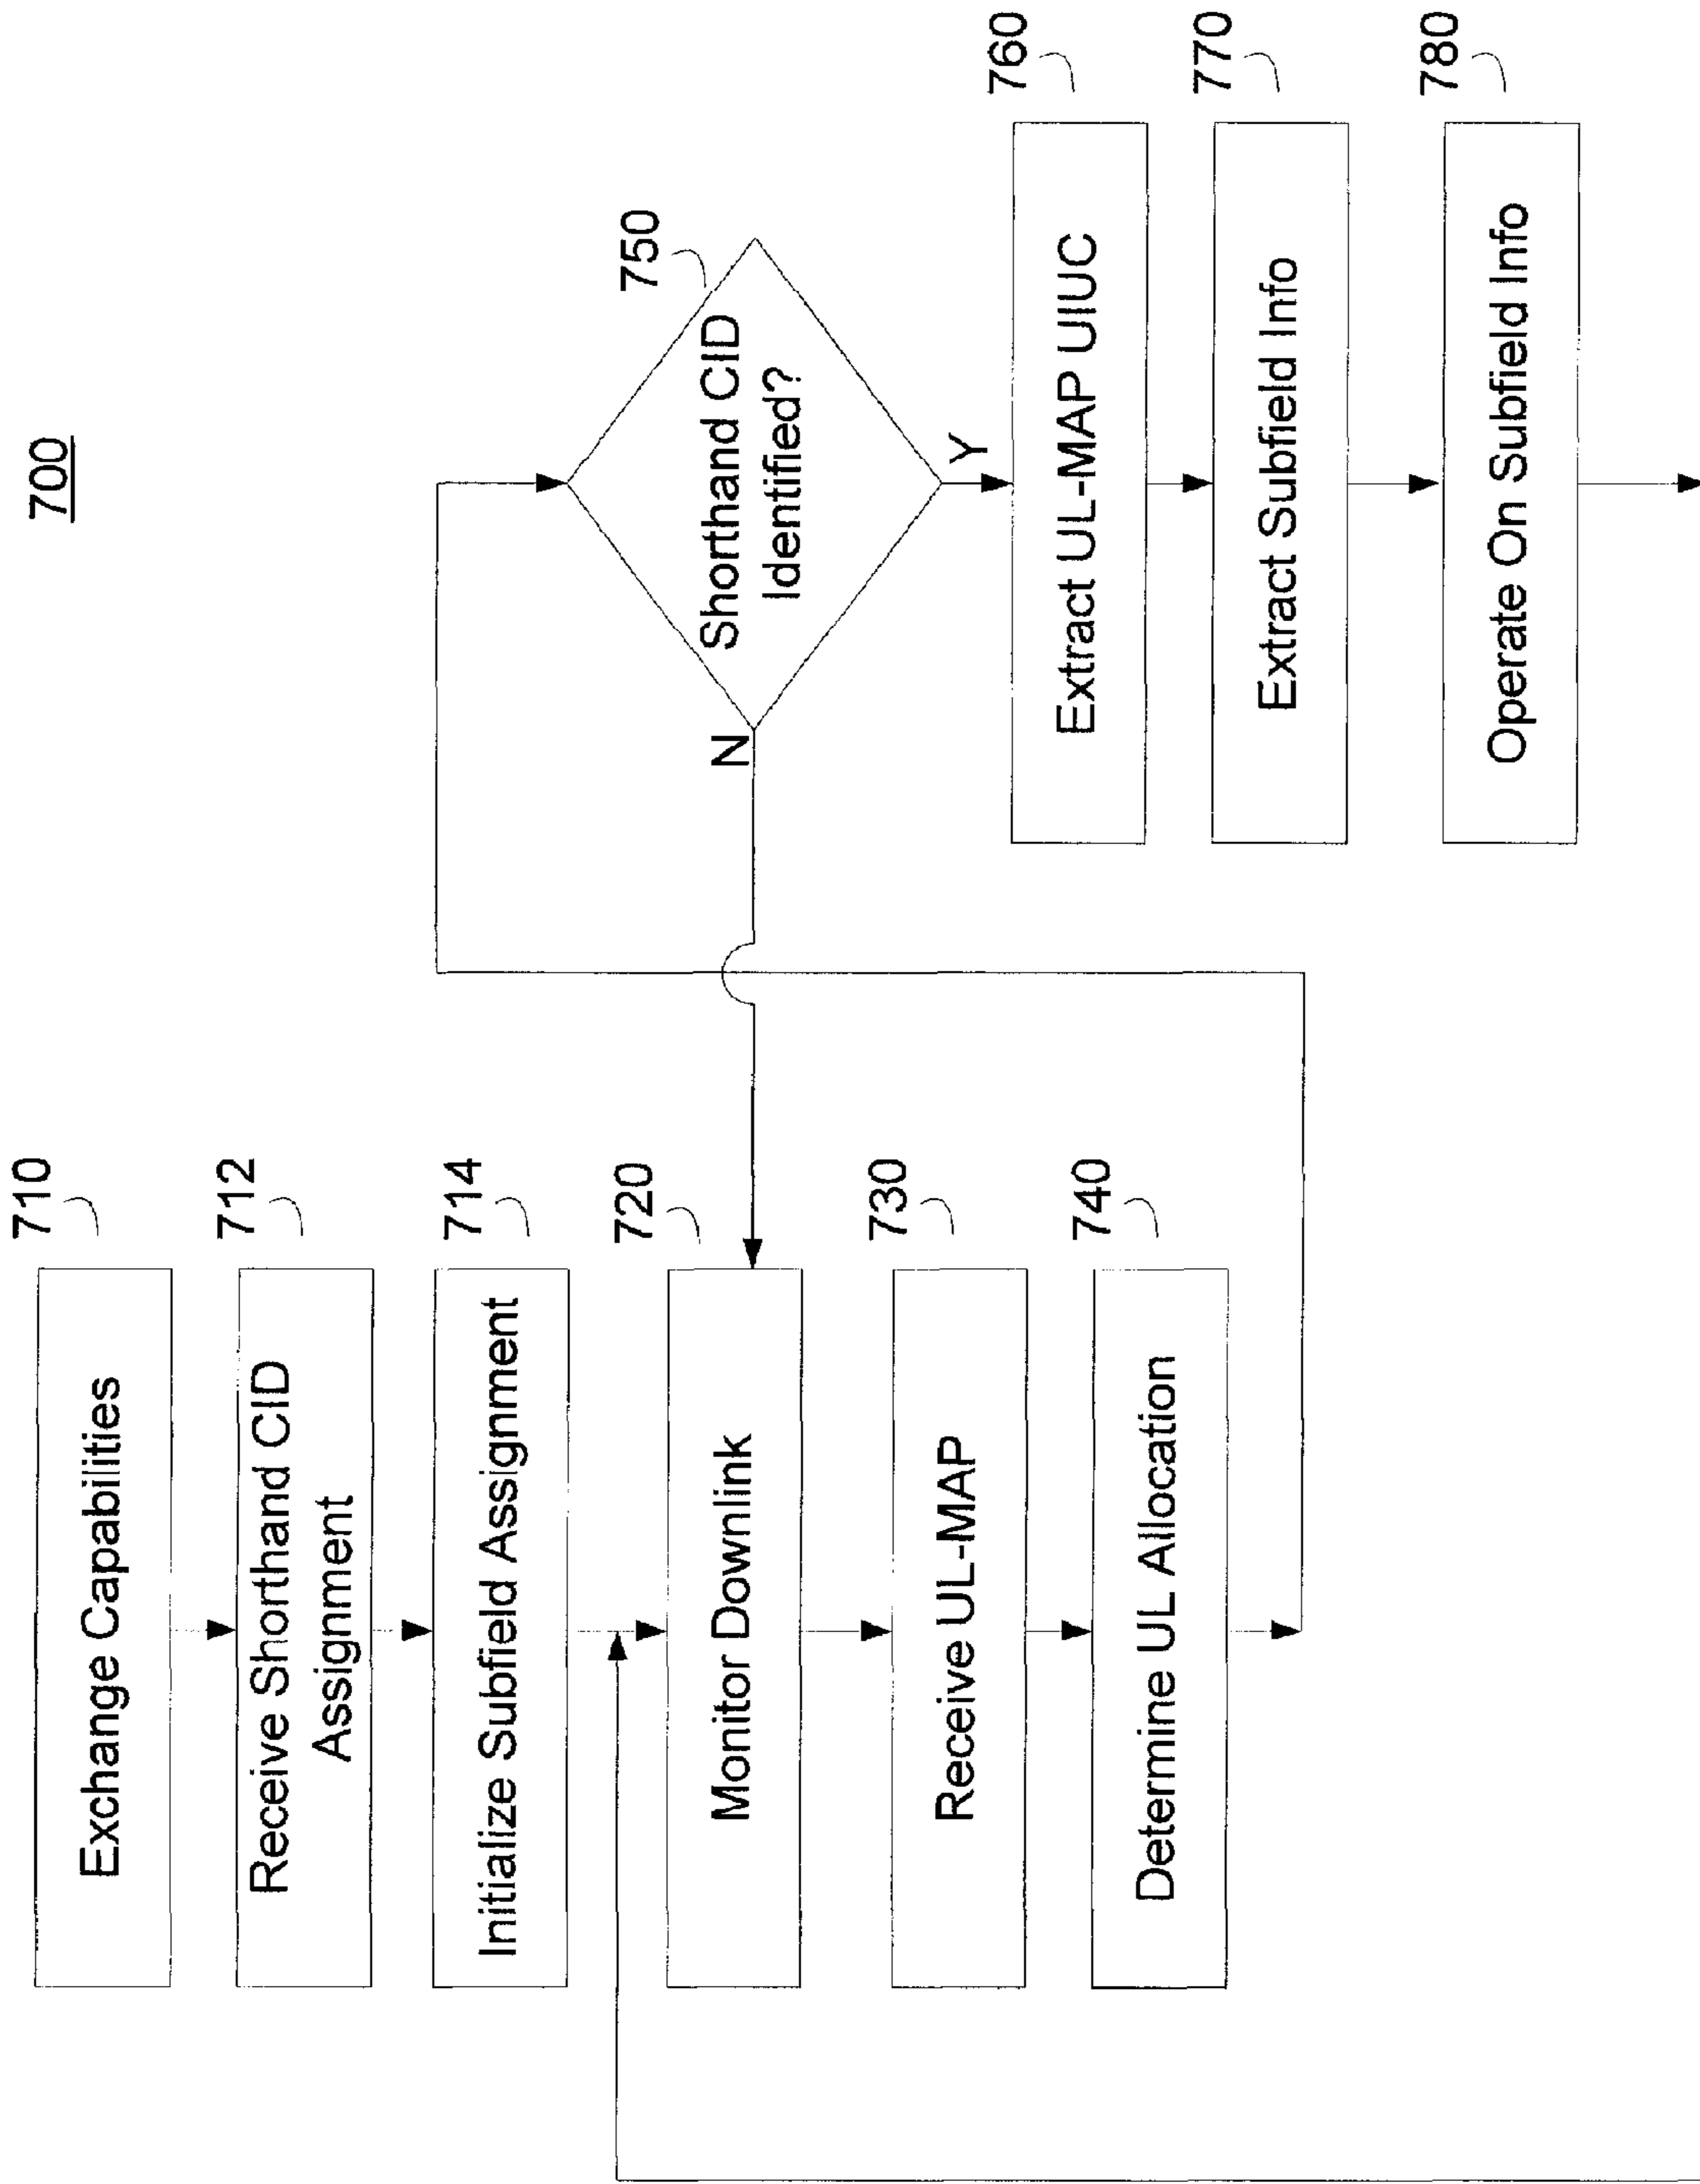 700
710
Exchange Capabilities
712
Receive Shorthand CID
Assignment
714
Initialize Subfield Assignment
720
Monitor Downlink
730
Receive UL-MAP
740
Determine UL Allocation
750
Shorthand CID
Identified?
N
Y
760
Extract UL-MAP UIUC
770
Extract Subfield Info
780
Operate On Subfield Info